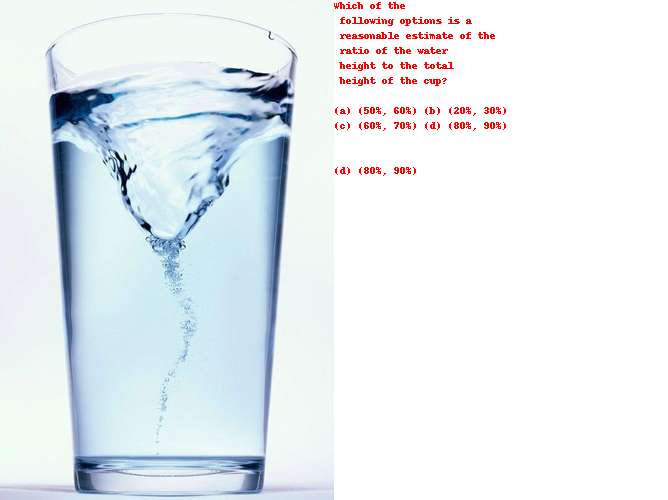 Which of the
following options is a
reasonable estimate of the
ratio of the water
height to the total
height of the cup?
(a) (50%, 60%) (b) (20%, 30%)
(c) (60%, 70%) (d) (80%, 90%)
(d) (80%, 90%)